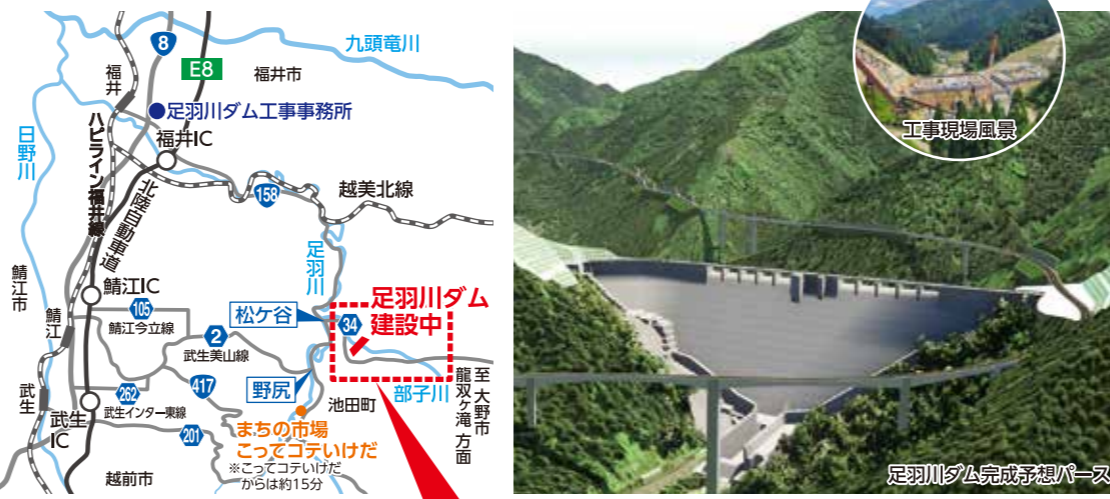 8
九頭竜川
E8
福井
福井市
足羽川ダム工事事務所
日野川
ハピライン福井線
福井IC
北陸自動車道
158
越美北線
足羽川
鯖江市
鯖江
鯖江IC
105
鯖江今立線
松ケ谷
34
足羽川ダム
建設中
2
武生美山線
417
野尻
部子川
至 大野市
龍双ヶ滝 方面
武生
武生
IC
262
武生インター東線
201
池田町
まちの市場
こってコテいけだ
※こってコテいけだ
からは約15分
越前市
工事現場風景
足羽川ダム完成予想パース